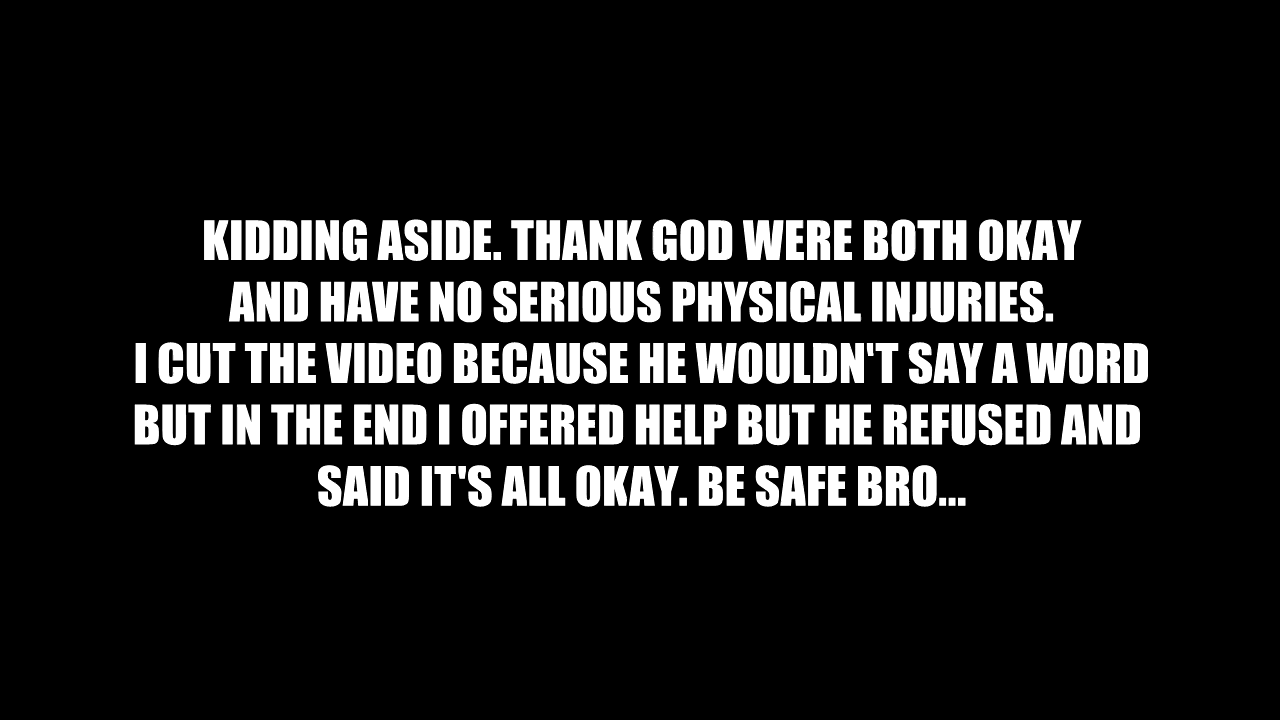 KIDDING ASIDE. THANK GOD WERE BOTH OKAY
AND HAVE NO SERIOUS PHYSICAL INJURIES.
I CUT THE VIDEO BECAUSE HE WOULDN'T SAY A WORD
BUT IN THE END I OFFERED HELP BUT HE REFUSED AND
SAID IT'S ALL OKAY. BE SAFE BRO...